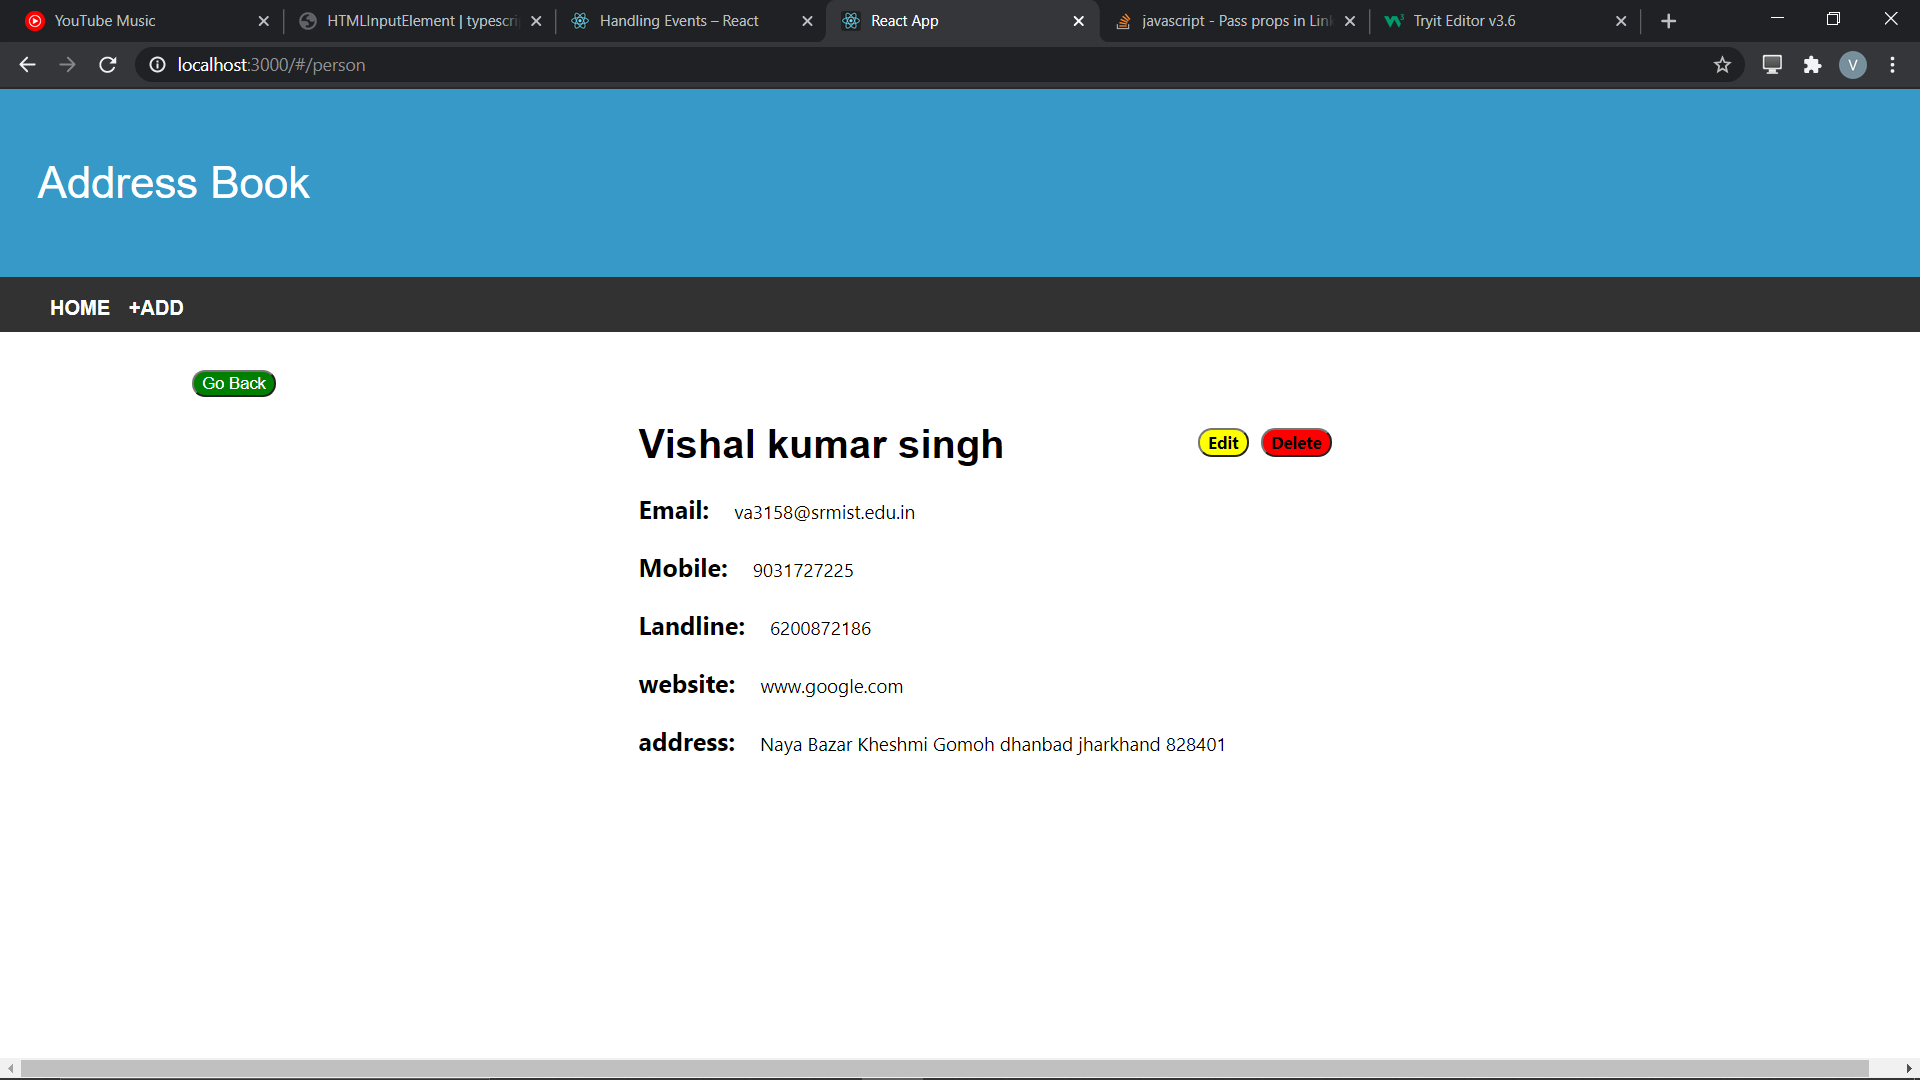 YouTube Music
HTMLInputElement | typescri
Handling Events – React
React App
javascript - Pass props in Lin
Tryit Editor v3.6
localhost:3000/#/person
V
Address Book
HOME +ADD
Go Back
Vishal kumar singh
Edit Delete
Email: va3158@srmist.edu.in
Mobile: 9031727225
Landline: 6200872186
website: www.google.com
address: Naya Bazar Kheshmi Gomoh dhanbad jharkhand 828401